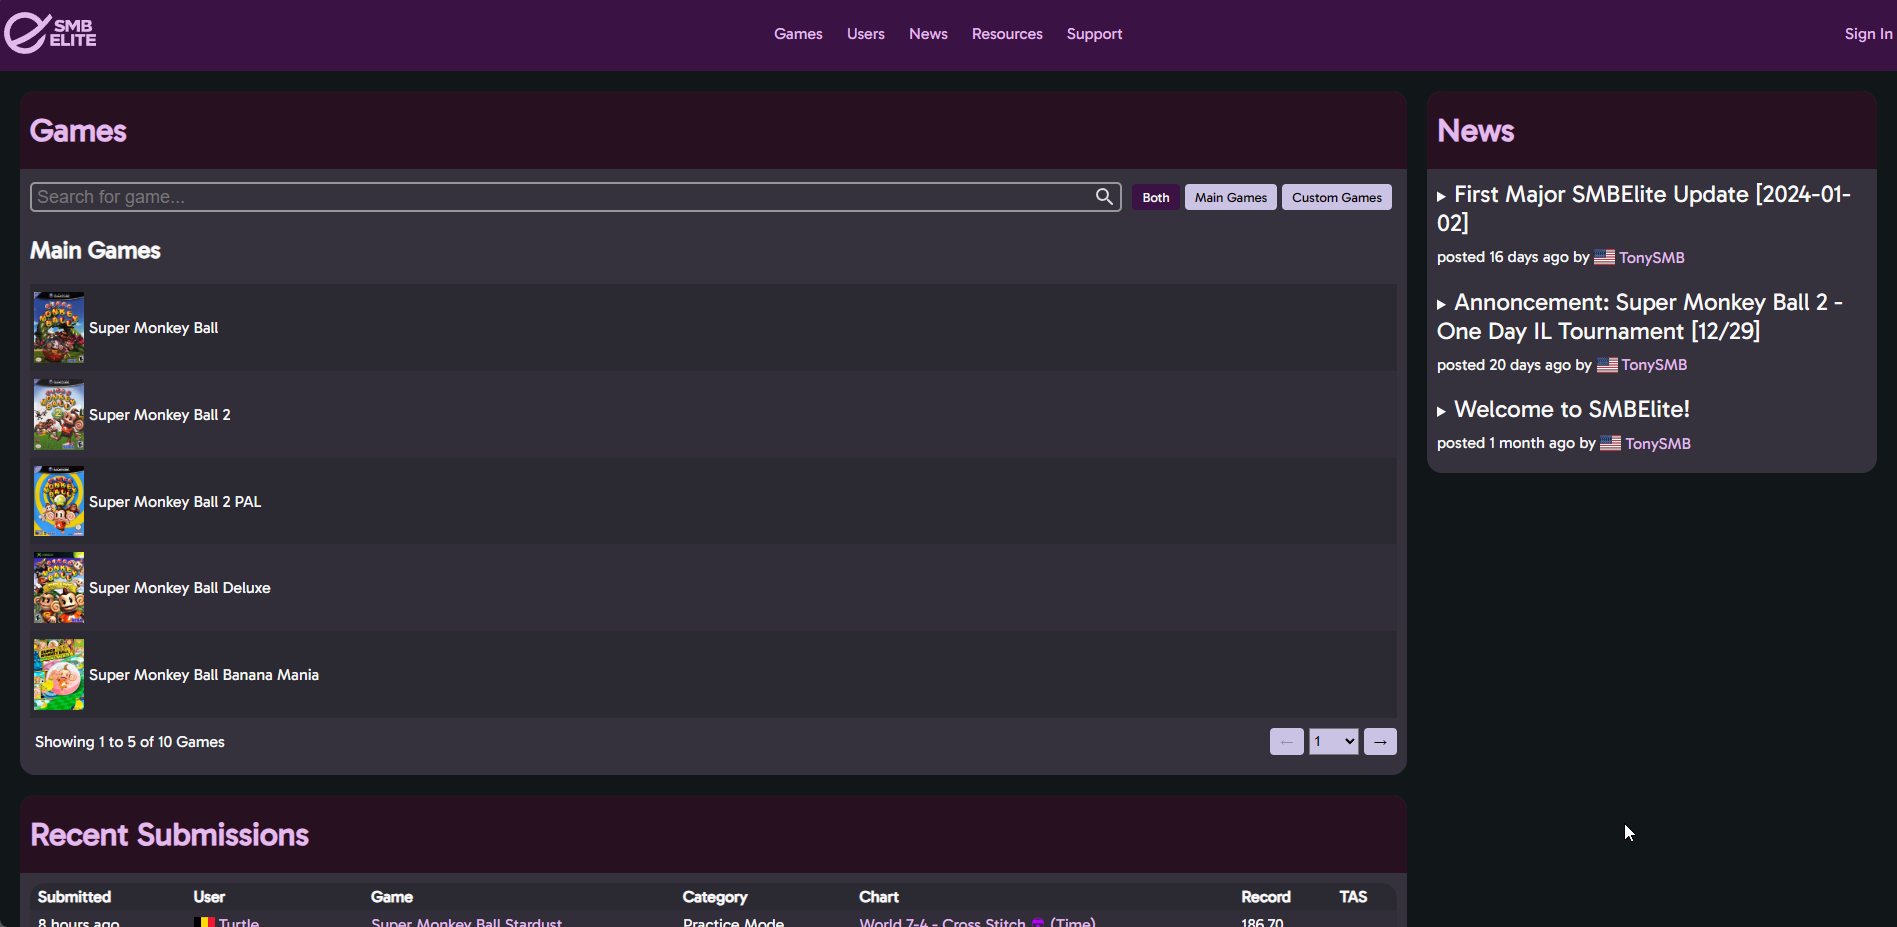 SMB
ELITE
Games Users News Resources Support
Sign In
Games
Search for game...
Both Main Games Custom Games
Main Games
Super Monkey Ball
Super Monkey Ball 2
Super Monkey Ball 2 PAL
Super Monkey Ball Deluxe
Super Monkey Ball Banana Mania
Showing 1 to 5 of 10 Games
← 1 →
News
First Major SMBElite Update [2024-01-
02]
posted 16 days ago by TonySMB
Annoncement: Super Monkey Ball 2 -
One Day IL Tournament [12/29]
posted 20 days ago by TonySMB
Welcome to SMBElite!
posted 1 month ago by TonySMB
Recent Submissions
Submitted User Game Category Chart Record TAS
8 hours ago Turtle Super Monkey Ball Stardust Practice Mode World 7-4 - Cross Stitch (Time) 186.70